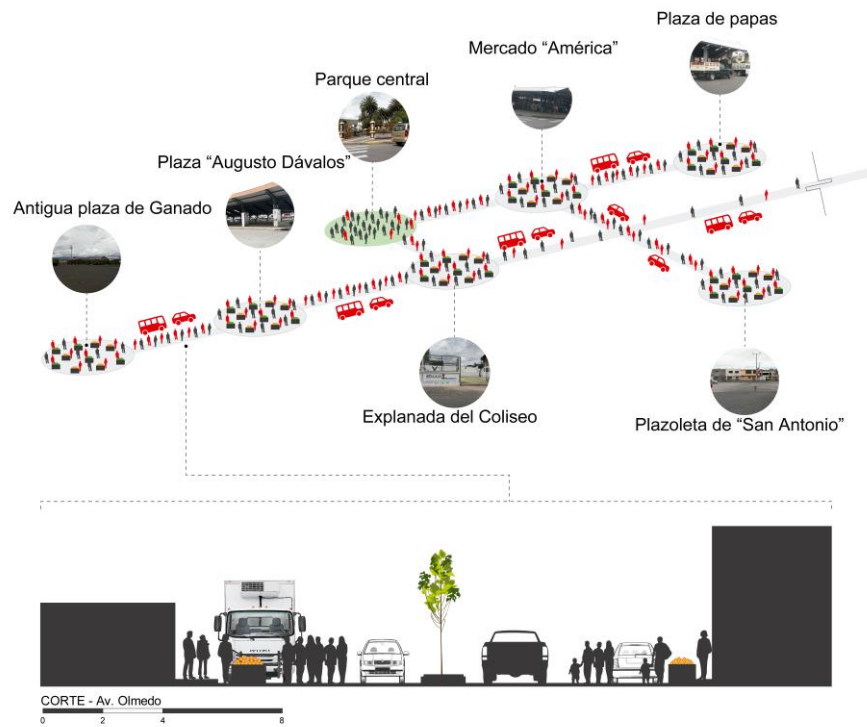 Plaza de papas
Mercado “América”
Parque central
Plaza “Augusto Dávalos”
Antigua plaza de Ganado
Explanada del Coliseo
Plazoleta de “San Antonio”
CORTE - Av. Olmedo
0 2 4 8